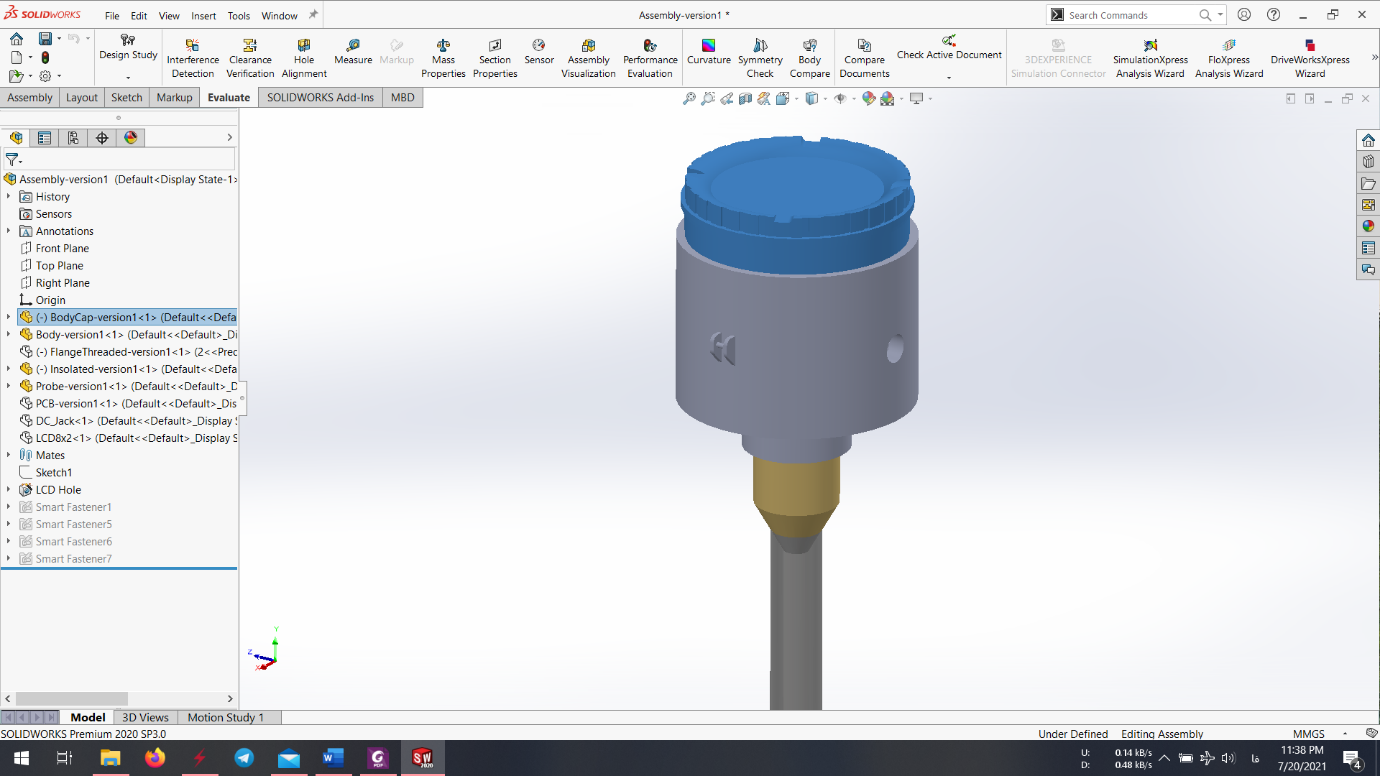 SOLIDWORKS File Edit View Insert Tools Window Assembly-version1 * Search Commands
Design Study
Interference Detection
Clearance Verification
Hole Alignment
Measure
Markup
Mass Properties
Section Properties
Sensor
Assembly Visualization
Performance Evaluation
Curvature
Symmetry Check
Body Compare
Compare Documents
Check Active Document
3DEXPERIENCE Simulation Connector
SimulationXpress Analysis Wizard
FloXpress Analysis Wizard
DriveWorksXpress Wizard
Assembly Layout Sketch Markup Evaluate SOLIDWORKS Add-Ins MBD
Assembly-version1 (Default<Display State-1>
History
Sensors
Annotations
Front Plane
Top Plane
Right Plane
Origin
(-) BodyCap-version1<1> (Default<<Defa
Body-version1<1> (Default<<Default>_Di
(-) FlangeThreaded-version1<1> (2<<Prec
(-) Insolated-version1<1> (Default<<Defa
Probe-version1<1> (Default<<Default>_D
PCB-version1<1> (Default<<Default>_Dis
DC_Jack<1> (Default<<Default>_Display S
LCD8x2<1> (Default<<Default>_Display S
Mates
Sketch1
LCD Hole
Smart Fastener1
Smart Fastener5
Smart Fastener6
Smart Fastener7
Y
Z
X
Model 3D Views Motion Study 1
SOLIDWORKS Premium 2020 SP3.0 Under Defined Editing Assembly MMGS
U: 0.14 kB/s
D: 0.48 kB/s
فا
11:38 PM
7/20/2021
4